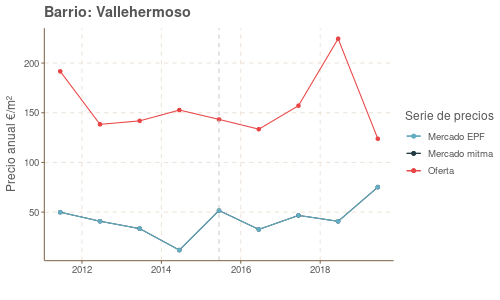 Barrio: Vallehermoso
Precio anual €/m²
200
150
100
50
2012
2014
2016
2018
Serie de precios
Mercado EPF
Mercado mitma
Oferta